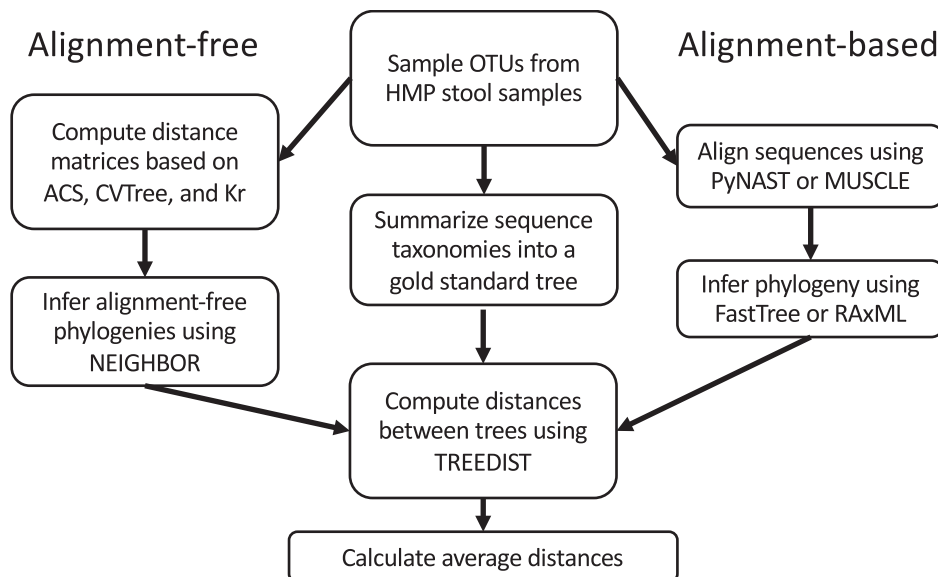 Alignment-free
Alignment-based
Sample OTUs from
HMP stool samples
Compute distance
matrices based on
ACS, CVTree, and Kr
Align sequences using
PyNAST or MUSCLE
Summarize sequence
taxonomies into a
gold standard tree
Infer alignment-free
phylogenies using
NEIGHBOR
Infer phylogeny using
FastTree or RAxML
Compute distances
between trees using
TREEDIST
Calculate average distances